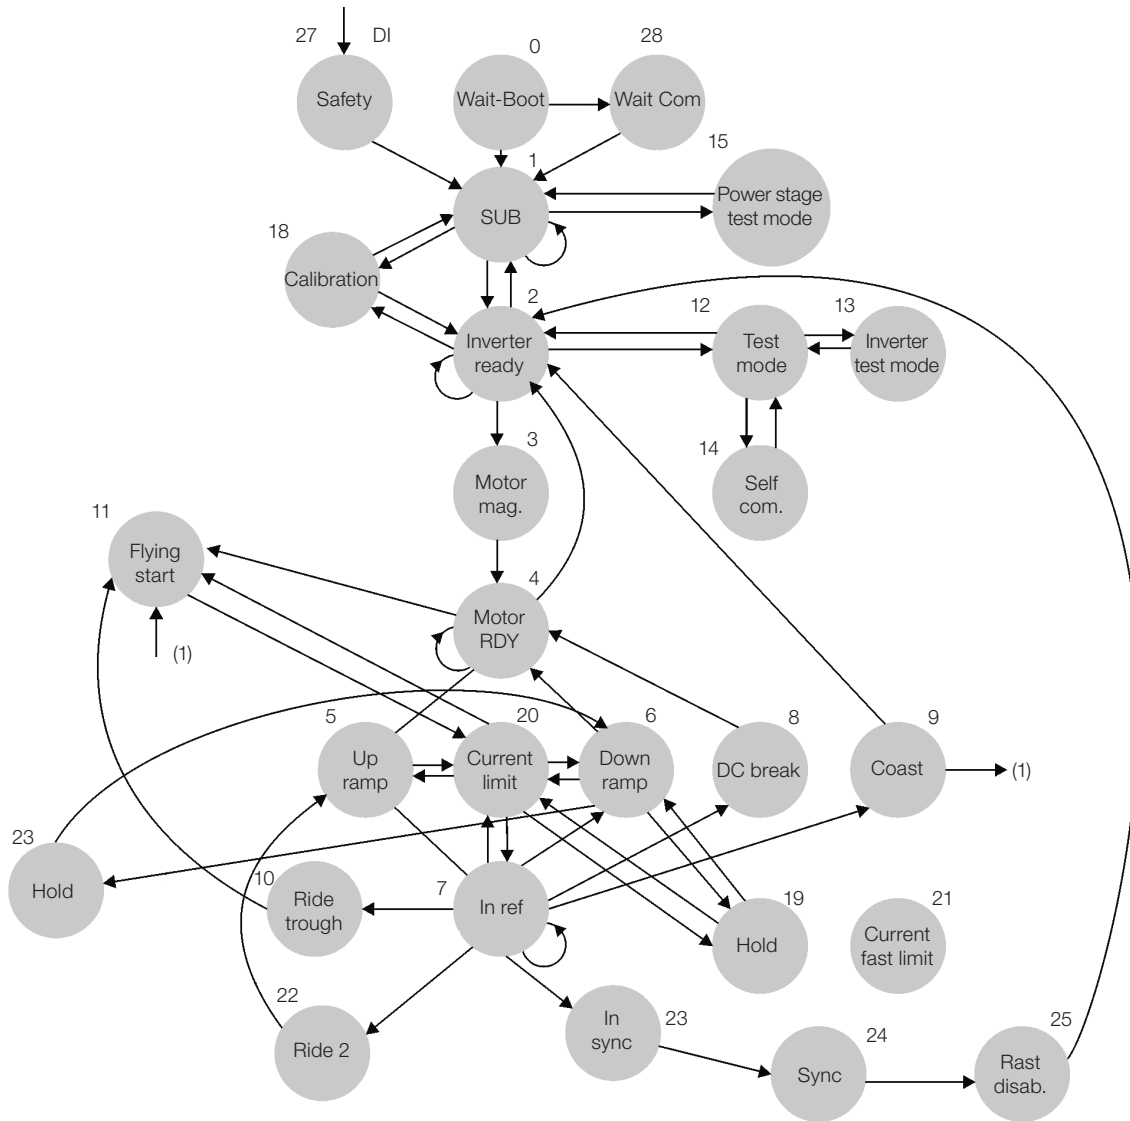 27
DI
0
28
Safety
Wait-Boot
Wait Com
1
15
SUB
Power stage
test mode
18
Calibration
2
12
13
Inverter
ready
Test
mode
Inverter
test mode
3
14
Motor
mag.
Self
com.
11
Flying
start
4
Motor
RDY
(1)
5
20
6
8
9
Up
ramp
Current
limit
Down
ramp
DC break
Coast
(1)
23
Hold
10
Ride
trough
7
In ref
19
Hold
21
Current
fast limit
22
Ride 2
In
sync
23
24
Sync
25
Rast
disab.